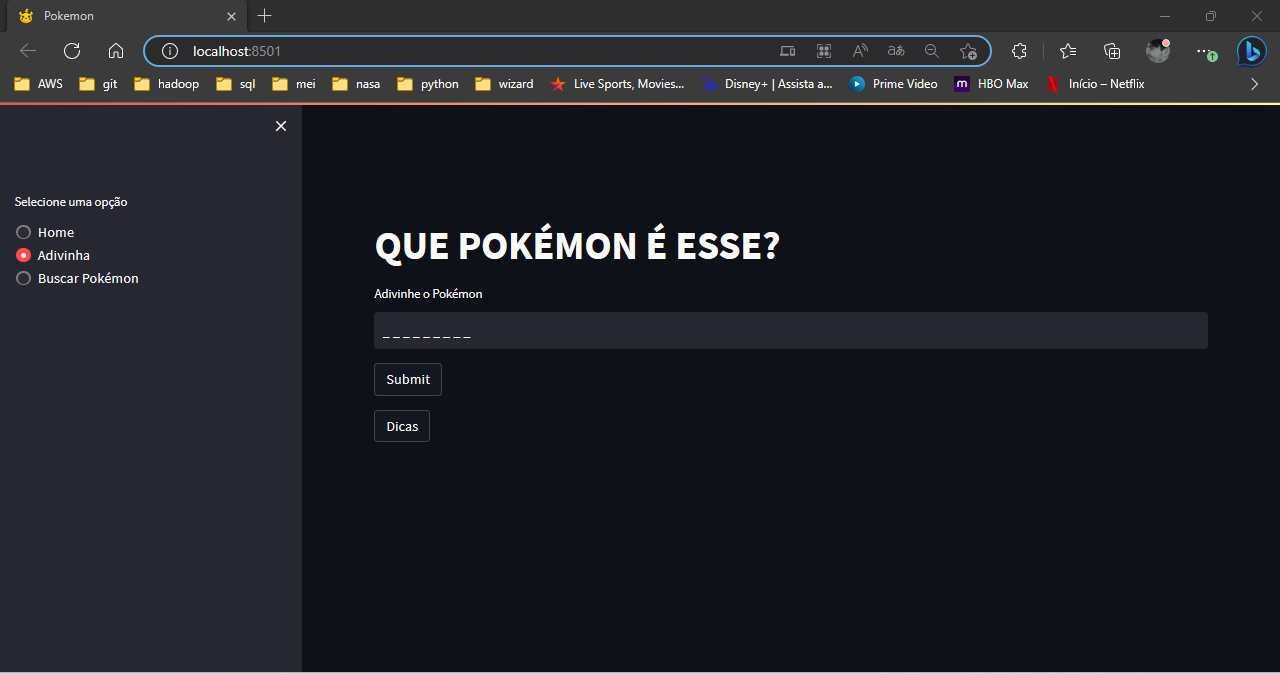 Pokemon
localhost:8501
AWS git hadoop sql mei nasa python wizard Live Sports, Movies... Disney+ | Assista a... Prime Video HBO Max Início – Netflix
Selecione uma opção
Home
Adivinha
Buscar Pokémon
QUE POKÉMON É ESSE?
Adivinhe o Pokémon
_ _ _ _ _ _ _ _ _
Submit
Dicas